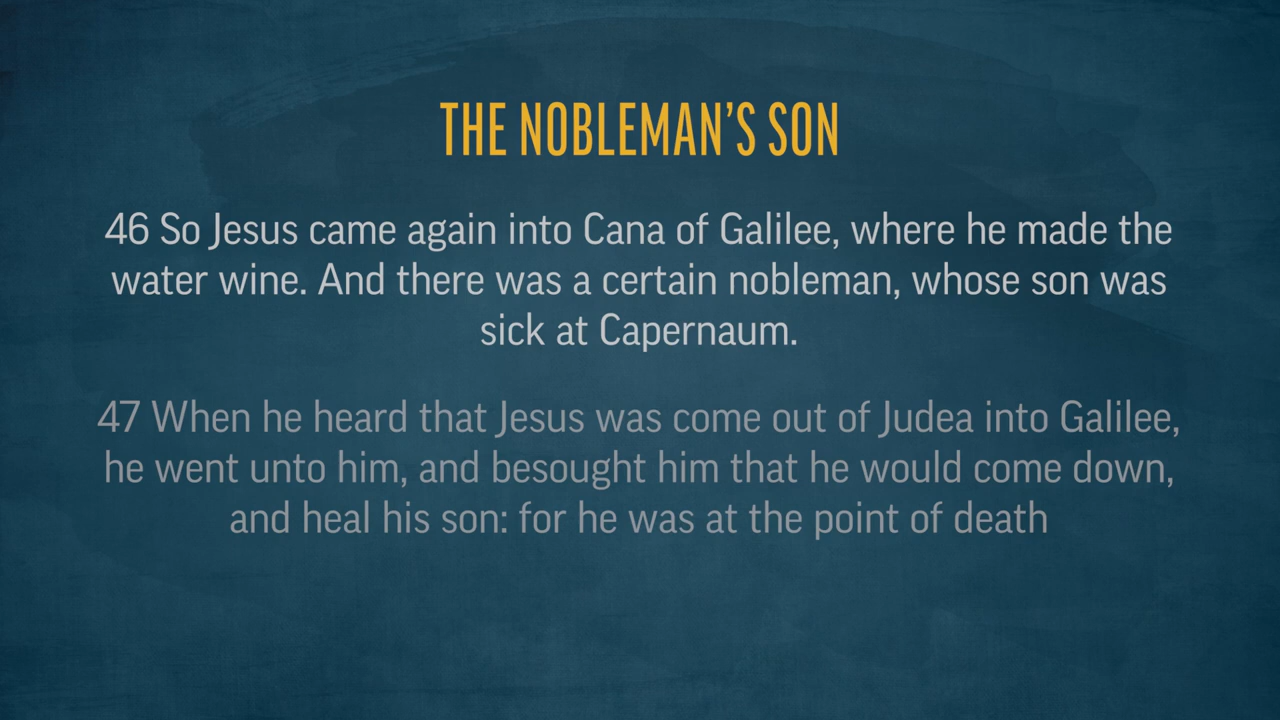 THE NOBLEMAN’S SON
46 So Jesus came again into Cana of Galilee, where he made the
water wine. And there was a certain nobleman, whose son was
sick at Capernaum.
47 When he heard that Jesus was come out of Judea into Galilee,
he went unto him, and besought him that he would come down,
and heal his son: for he was at the point of death